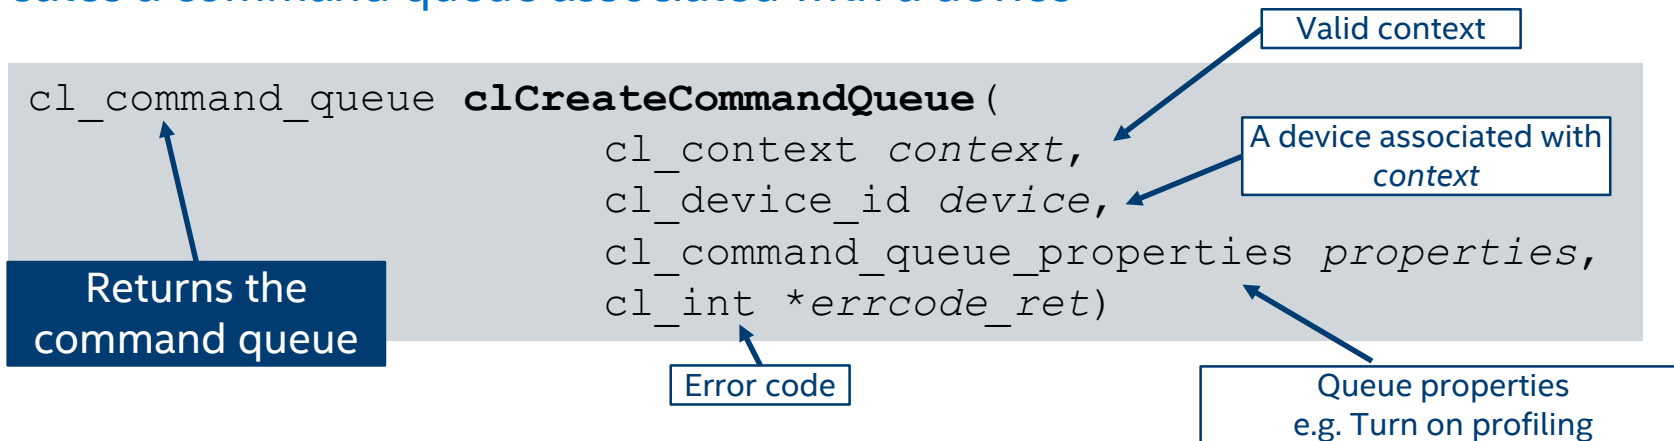 Valid context
cl_command_queue clCreateCommandQueue(
cl_context context,
A device associated with
context
cl_device_id device,
cl_command_queue_properties properties,
Returns the
command queue
cl_int *errcode_ret)
Error code
Queue properties
e.g. Turn on profiling